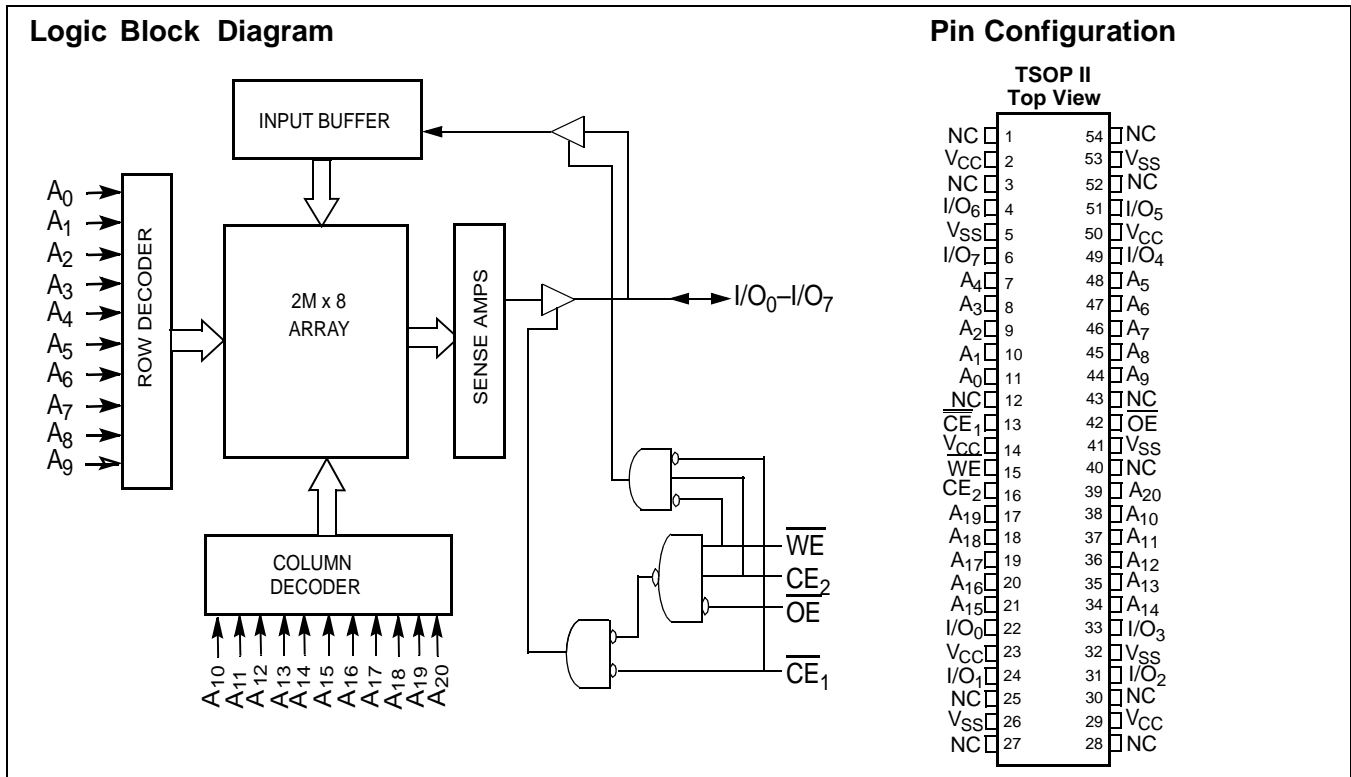 Logic Block Diagram
INPUT BUFFER
A0
A1
A2
A3
A4
A5
A6
A7
A8
A9
ROW DECODER
2M x 8
ARRAY
SENSE AMPS
I/O0–I/O7
COLUMN
DECODER
A10
A11
A12
A13
A14
A15
A16
A17
A18
A19
A20
WE
CE2
OE
CE1
Pin Configuration
TSOP II
Top View
NC 1 54 NC
VCC 2 53 VSS
NC 3 52 NC
I/O6 4 51 I/O5
VSS 5 50 VCC
I/O7 6 49 I/O4
A4 7 48 A5
A3 8 47 A6
A2 9 46 A7
A1 10 45 A8
A0 11 44 A9
NC 12 43 NC
CE1 13 42 OE
VCC 14 41 VSS
WE 15 40 NC
CE2 16 39 A20
A19 17 38 A10
A18 18 37 A11
A17 19 36 A12
A16 20 35 A13
A15 21 34 A14
I/O0 22 33 I/O3
VCC 23 32 VSS
I/O1 24 31 I/O2
NC 25 30 NC
VSS 26 29 VCC
NC 27 28 NC